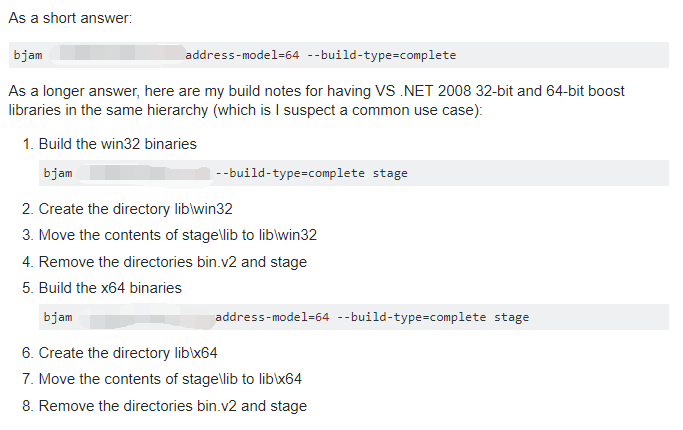 As a short answer:
bjam address-model=64 --build-type=complete
As a longer answer, here are my build notes for having VS .NET 2008 32-bit and 64-bit boost
libraries in the same hierarchy (which is I suspect a common use case):
1. Build the win32 binaries
bjam --build-type=complete stage
2. Create the directory lib\win32
3. Move the contents of stage\lib to lib\win32
4. Remove the directories bin.v2 and stage
5. Build the x64 binaries
bjam address-model=64 --build-type=complete stage
6. Create the directory lib\x64
7. Move the contents of stage\lib to lib\x64
8. Remove the directories bin.v2 and stage